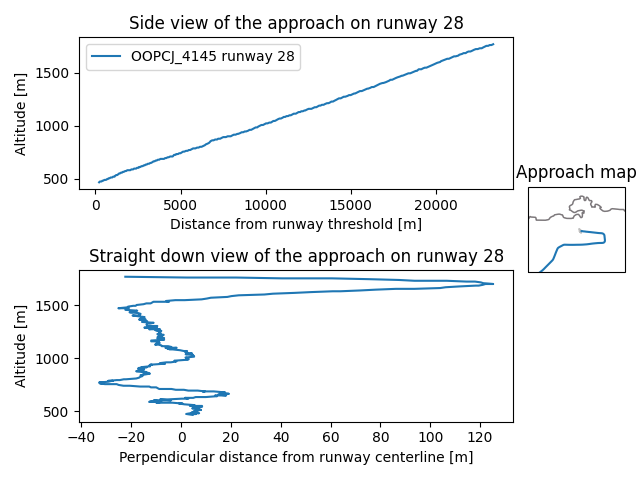 Side view of the approach on runway 28
OOPCJ_4145 runway 28
Altitude [m]
1500
1000
500
0
5000
10000
15000
20000
Distance from runway threshold [m]
Approach map
Straight down view of the approach on runway 28
Altitude [m]
1500
1000
500
−40
−20
0
20
40
60
80
100
120
Perpendicular distance from runway centerline [m]